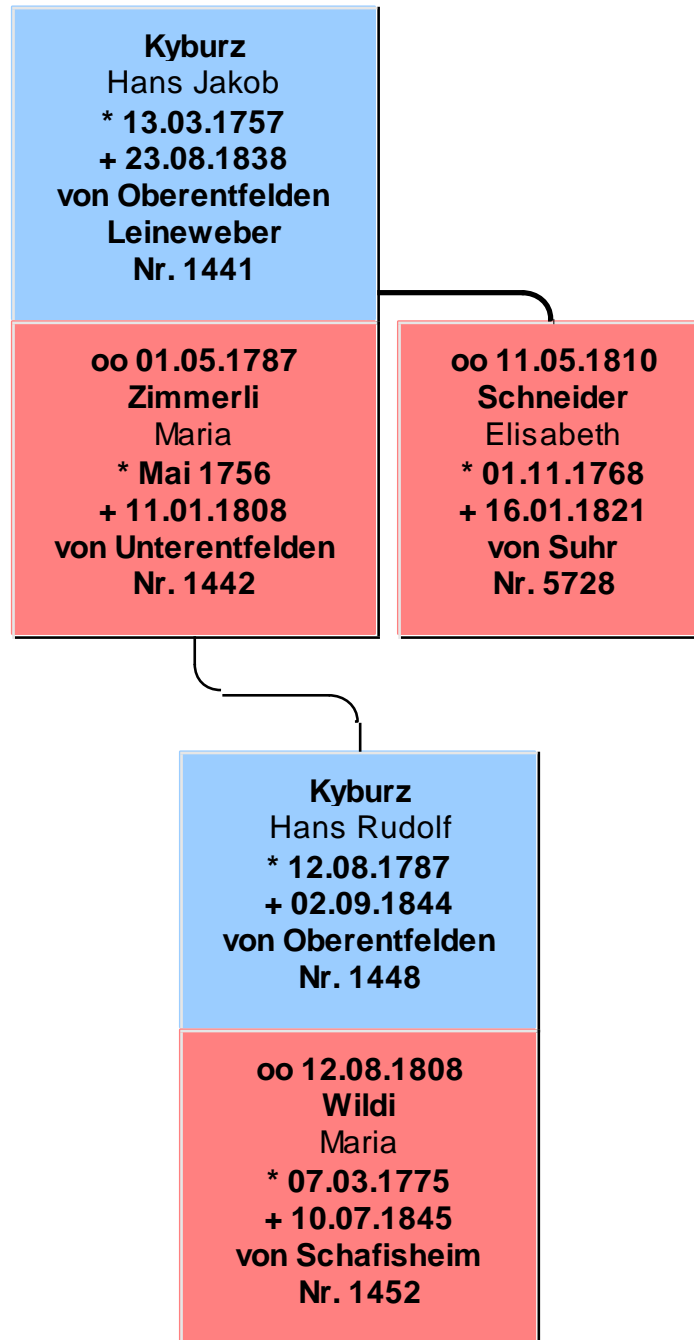 Kyburz
Hans Jakob
* 13.03.1757
+ 23.08.1838
von Oberentfelden
Leineweber
Nr. 1441
oo 01.05.1787
Zimmerli
Maria
* Mai 1756
+ 11.01.1808
von Unterentfelden
Nr. 1442
oo 11.05.1810
Schneider
Elisabeth
* 01.11.1768
+ 16.01.1821
von Suhr
Nr. 5728
Kyburz
Hans Rudolf
* 12.08.1787
+ 02.09.1844
von Oberentfelden
Nr. 1448
oo 12.08.1808
Wildi
Maria
* 07.03.1775
+ 10.07.1845
von Schafisheim
Nr. 1452